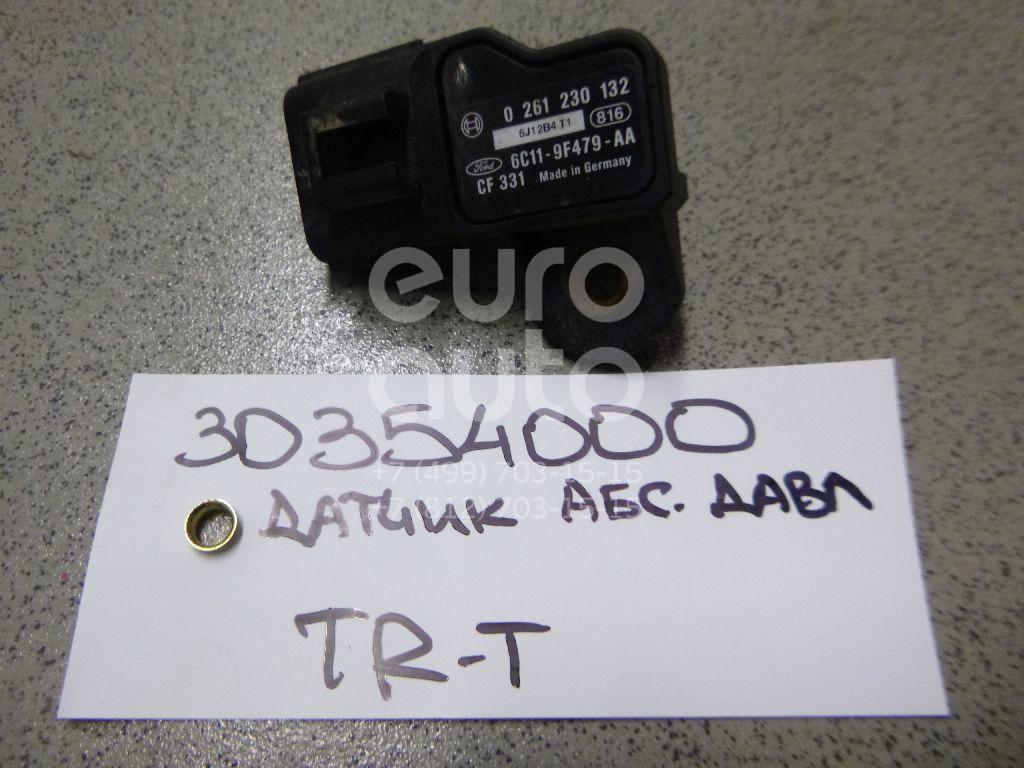 0 261 230 132
5J12B4 T1 816
Ford 6C11-9F479-AA
CF 331 Made in Germany
euro
auto
30354000
+7 (499) 703-15-15
ДАТЧИК АБС. ДАВЛ
TR-T